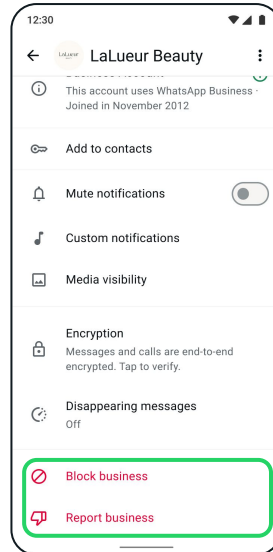 12:30
LaLueur Beauty
This account uses WhatsApp Business ·
Joined in November 2012
Add to contacts
Mute notifications
Custom notifications
Media visibility
Encryption
Messages and calls are end-to-end
encrypted. Tap to verify.
Disappearing messages
Off
Block business
Report business